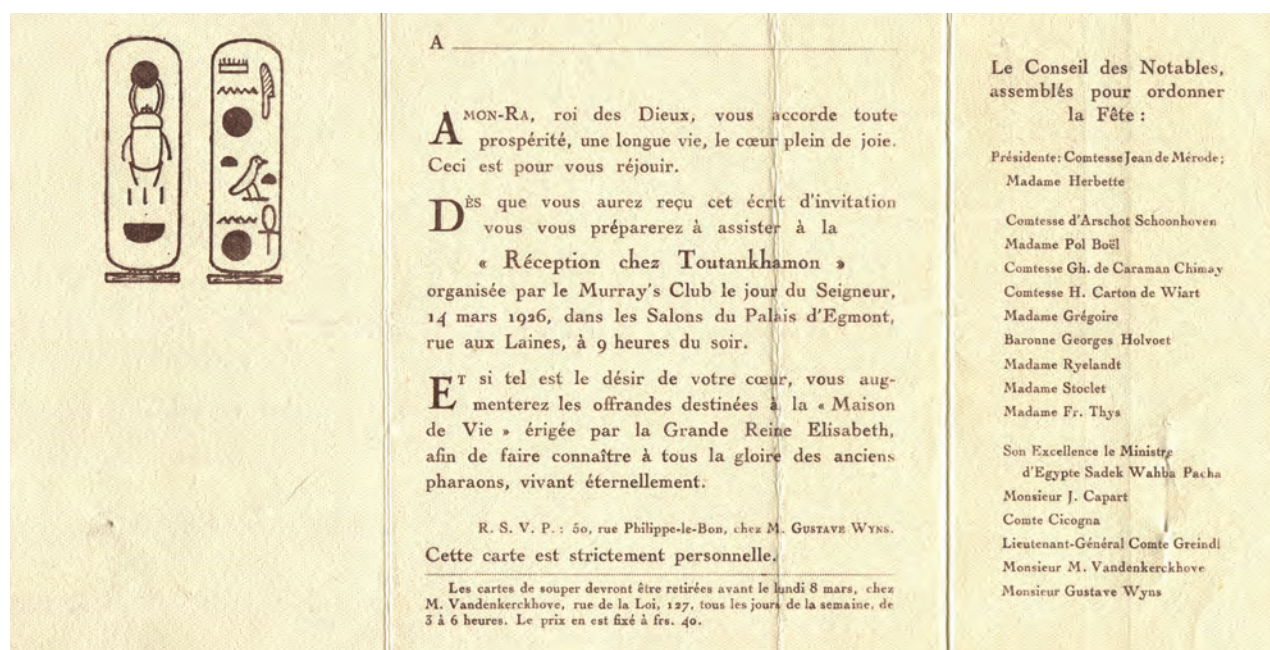 A
AMON-RA, roi des Dieux, vous accorde toute
prospérité, une longue vie, le cœur plein de joie.
Ceci est pour vous réjouir.
DÈS que vous aurez reçu cet écrit d'invitation
vous vous préparerez à assister à la
« Réception chez Toutankhamon »
organisée par le Murray's Club le jour du Seigneur,
14 mars 1926, dans les Salons du Palais d'Egmont,
rue aux Laines, à 9 heures du soir.
ET si tel est le désir de votre cœur, vous aug-
menterez les offrandes destinées à la « Maison
de Vie » érigée par la Grande Reine Elisabeth,
afin de faire connaître à tous la gloire des anciens
pharaons, vivant éternellement.
R. S. V. P. : 50, rue Philippe-le-Bon, chez M. GUSTAVE WYNS.
Cette carte est strictement personnelle.
Les cartes de souper devront être retirées avant le lundi 8 mars, chez
M. Vandenkerckhove, rue de la Loi, 127, tous les jours de la semaine, de
3 à 6 heures. Le prix en est fixé à frs. 40.
Le Conseil des Notables,
assemblés pour ordonner
la Fête :
Présidente: Comtesse Jean de Mérode;
Madame Herbette
Comtesse d'Arschot Schoonhoven
Madame Pol Boël
Comtesse Gh. de Caraman Chimay
Comtesse H. Carton de Wiart
Madame Grégoire
Baronne Georges Holvoet
Madame Ryelandt
Madame Stoclet
Madame Fr. Thys
Son Excellence le Ministre
d'Egypte Sadek Wahba Pacha
Monsieur J. Capart
Comte Cicogna
Lieutenant-Général Comte Greindl
Monsieur M. Vandenkerckhove
Monsieur Gustave Wyns